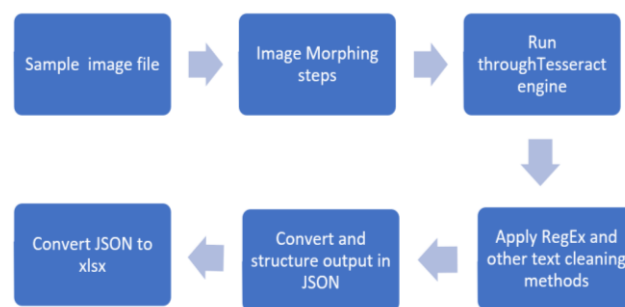 Sample image file
Image Morphing
steps
Run
throughTesseract
engine
Apply RegEx and
other text cleaning
methods
Convert and
structure output in
JSON
Convert JSON to
xlsx